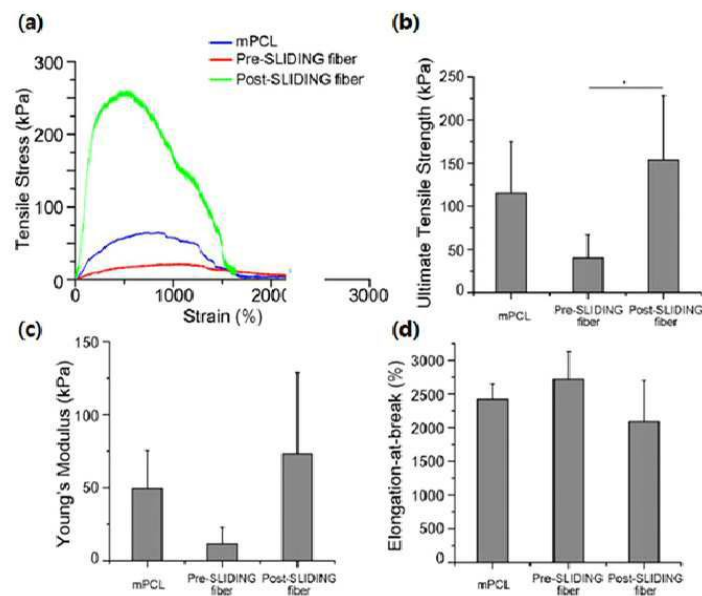 (a)
mPCL
Pre-SLIDING fiber
Post-SLIDING fiber
Tensile Stress (kPa)
300
250
200
150
100
50
0
0
1000
2000
3000
Strain (%)
(b)
Ultimate Tensile Strength (kPa)
250
200
150
100
50
0
*
mPCL
Pre-SLIDING
fiber
Post-SLIDING
fiber
(c)
Young's Modulus (kPa)
150
100
50
0
mPCL
Pre-SLIDING
fiber
Post-SLIDING
fiber
(d)
Elongation-at-break (%)
3000
2500
2000
1500
1000
500
0
mPCL
Pre-SLIDING
fiber
Post-SLIDING
fiber